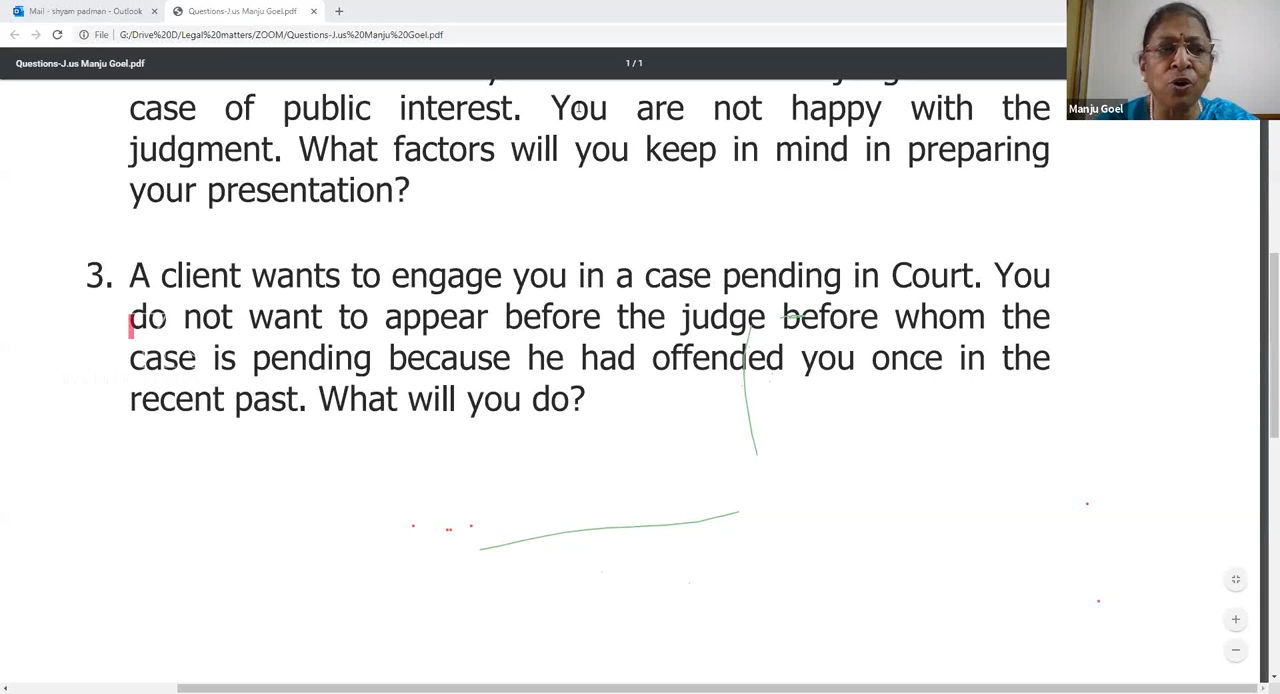 Mail - shyam padman - Outlook
Questions-J.us Manju Goel.pdf
File
G:/Drive%20D/Legal%20matters/ZOOM/Questions-J.us%20Manju%20Goel.pdf
Questions-J.us Manju Goel.pdf
1 / 1
Manju Goel
case of public interest. You are not happy with the
judgment. What factors will you keep in mind in preparing
your presentation?
3. A client wants to engage you in a case pending in Court. You
do not want to appear before the judge before whom the
case is pending because he had offended you once in the
recent past. What will you do?